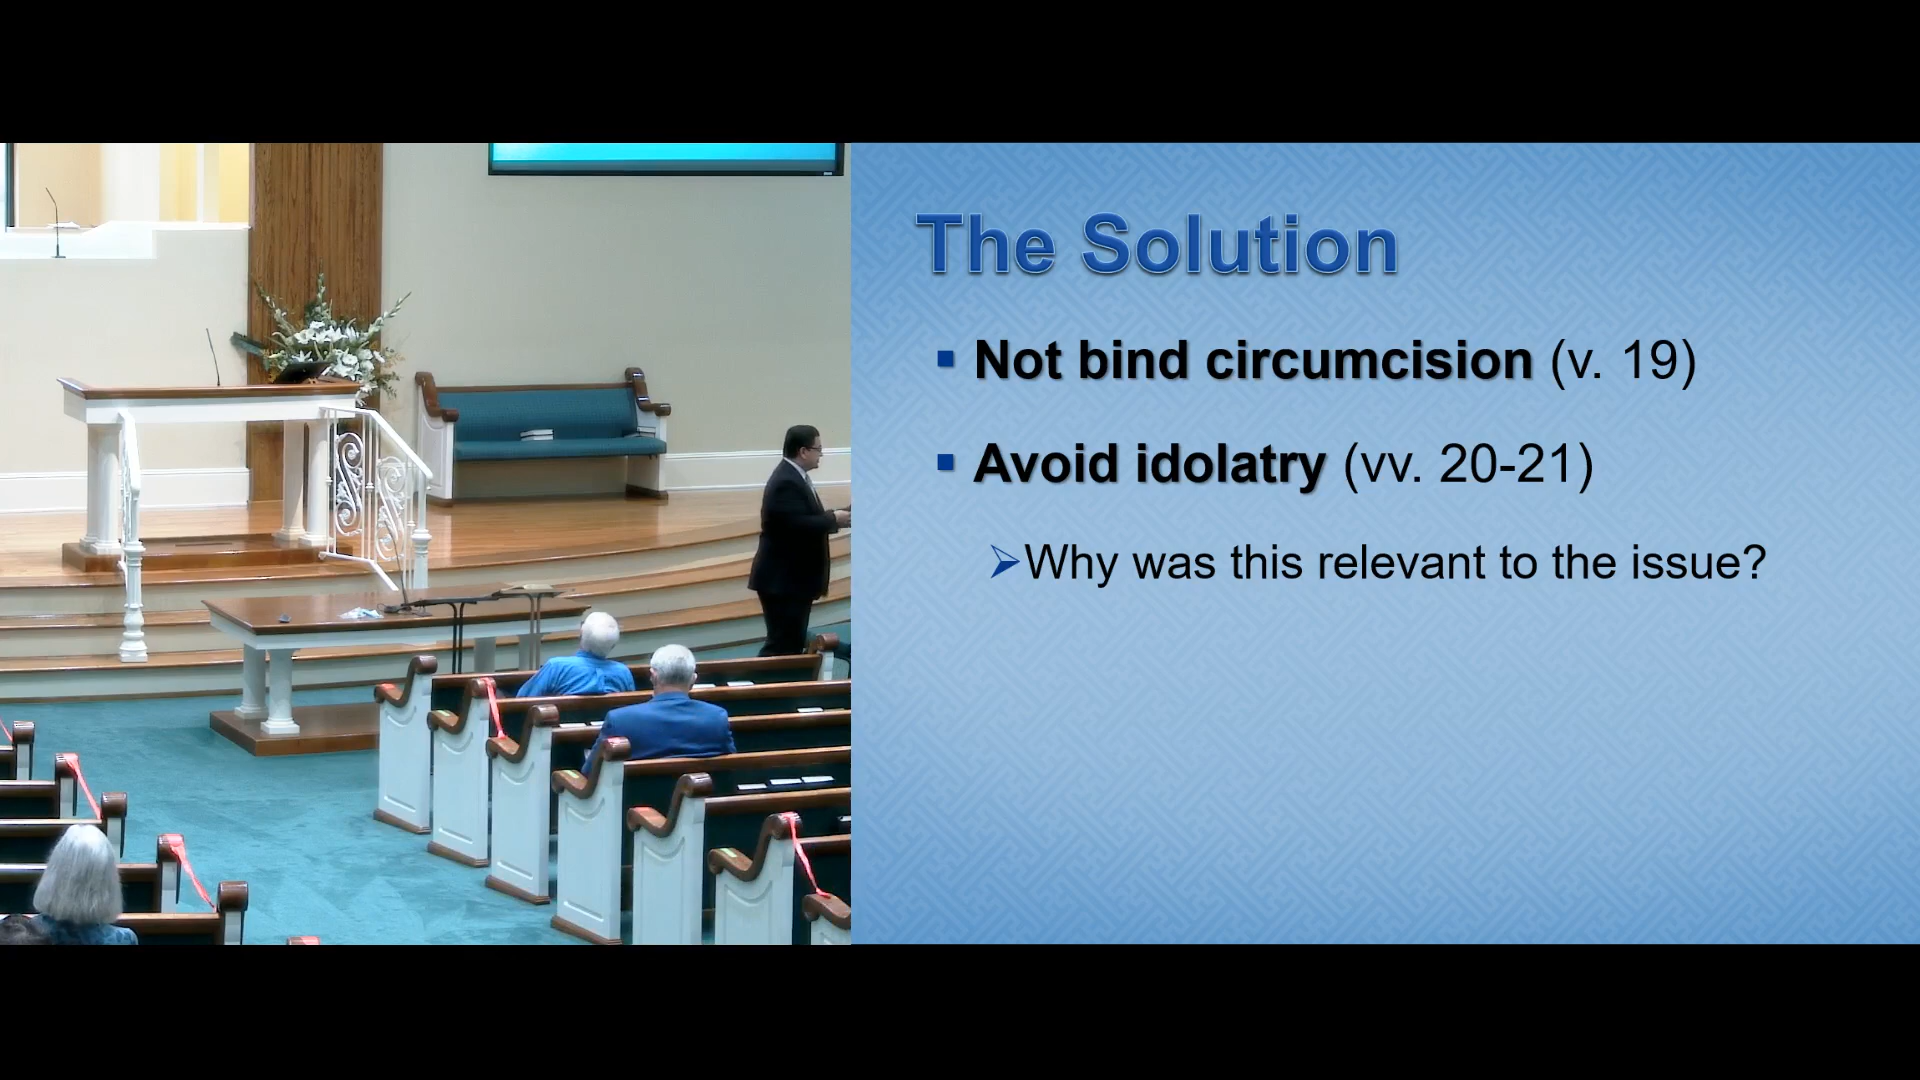 The Solution
▪ Not bind circumcision (v. 19)
▪ Avoid idolatry (vv. 20-21)
➢Why was this relevant to the issue?